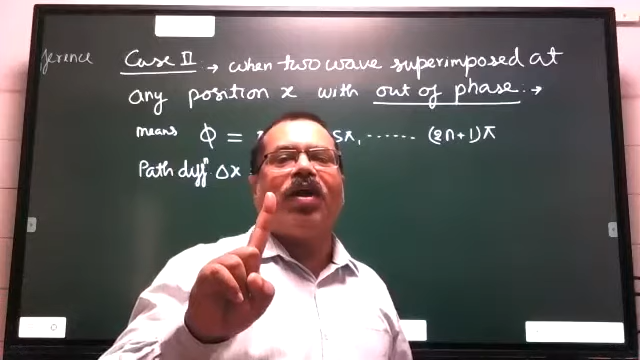 ference Case II → when two wave superimposed at
any position x with out of phase. →
means φ = 5π, ...... (2n+1)π
Path diffⁿ. Δx =